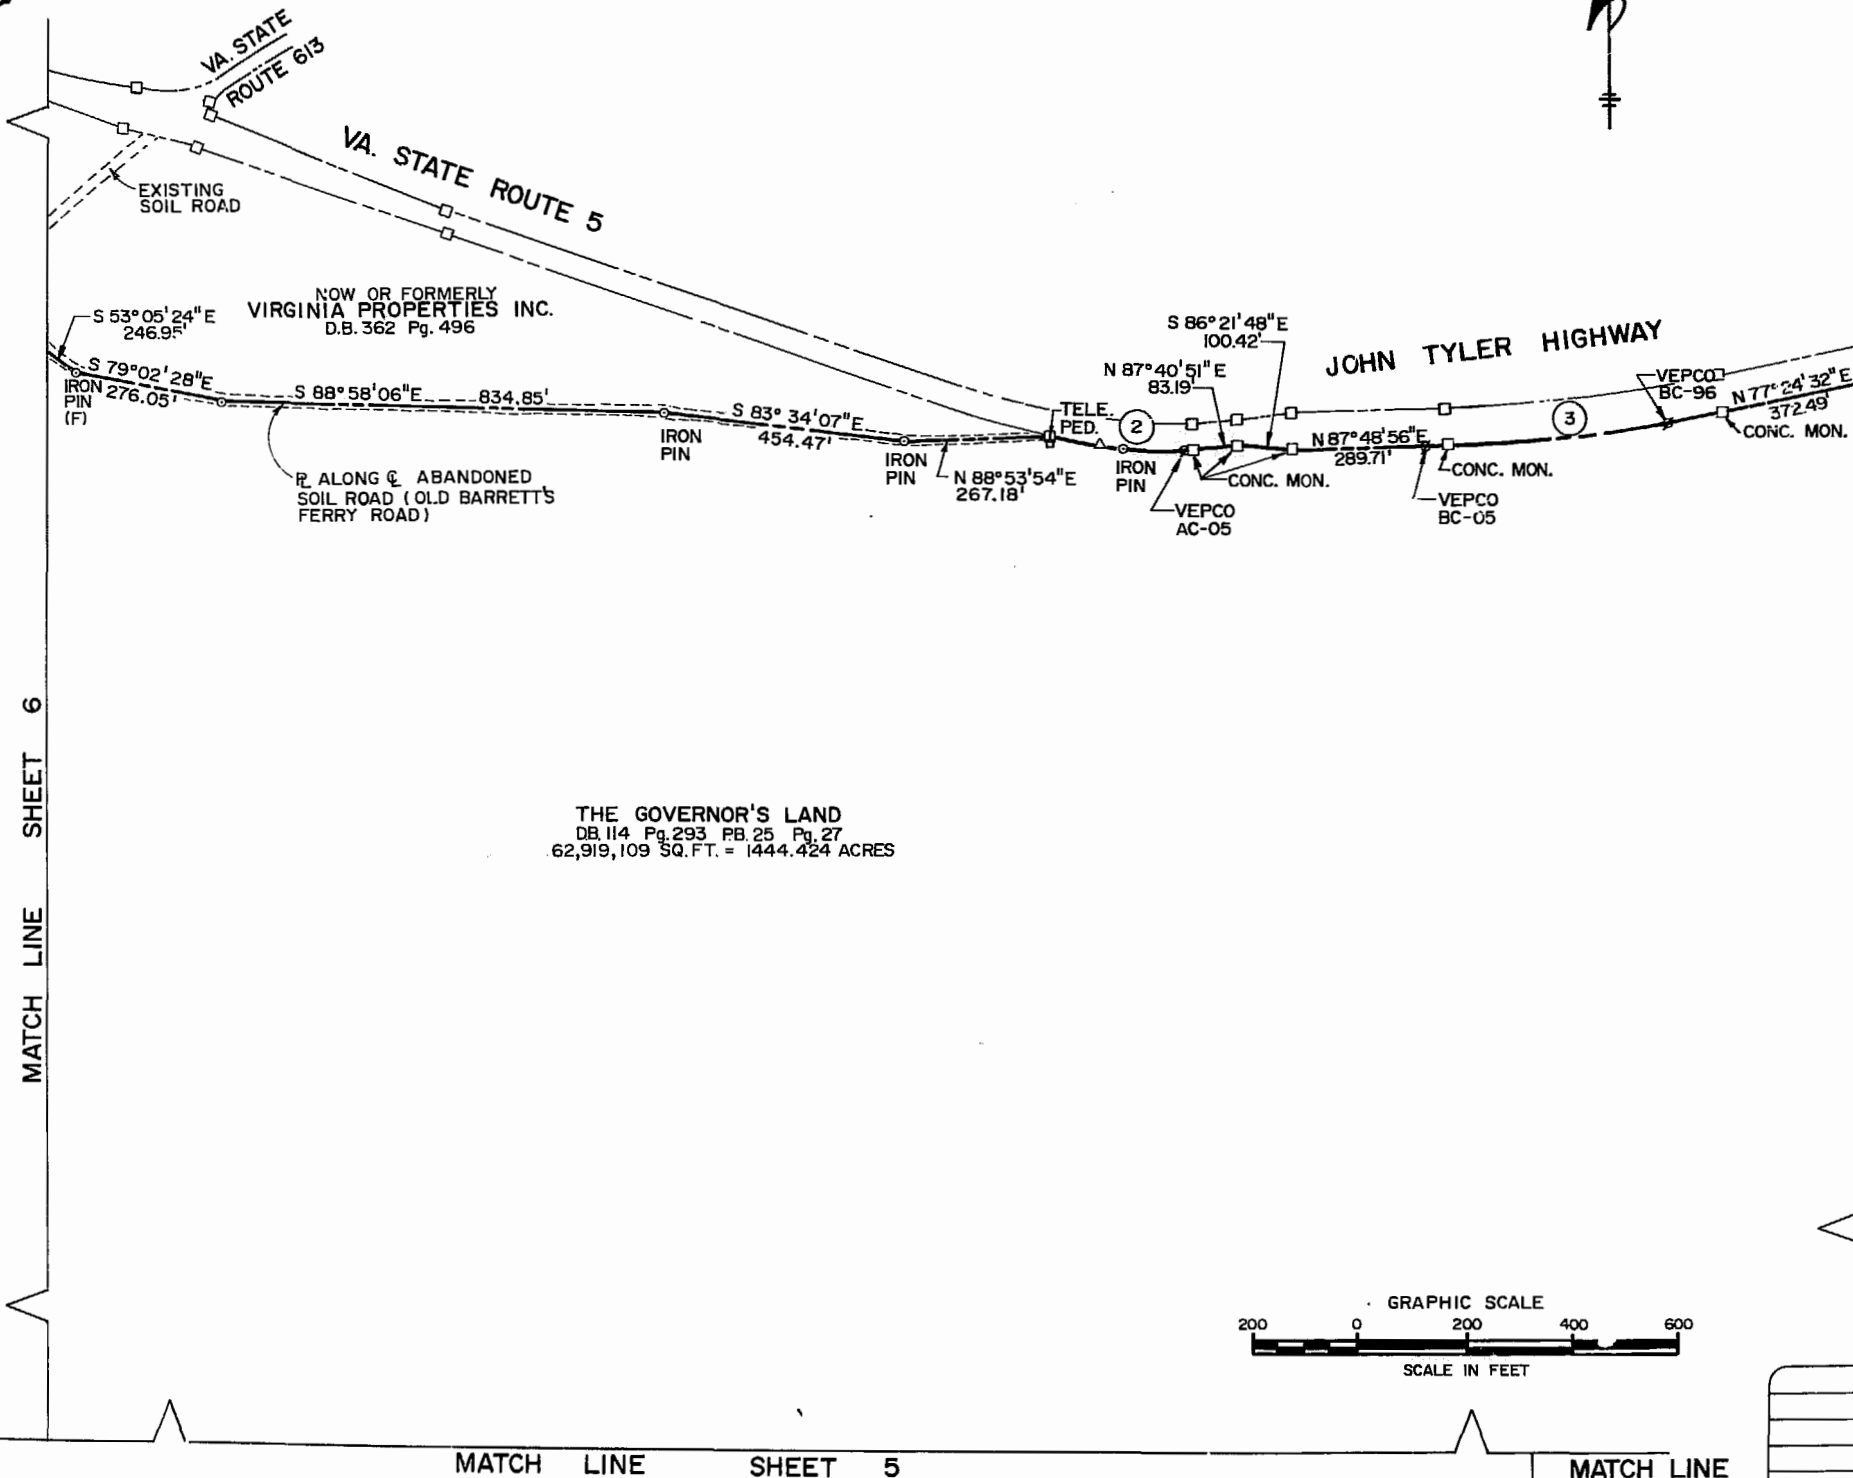 VA. STATE
ROUTE 613
VA. STATE ROUTE 5
EXISTING
SOIL ROAD
NOW OR FORMERLY
VIRGINIA PROPERTIES INC.
D.B. 362 Pg. 496
S 53°05'24"E
246.95'
S 79°02'28"E
276.05'
IRON
PIN
(F)
S 88°58'06"E 834.85'
S 83°34'07"E
454.47'
IRON
PIN
IRON
PIN
N 88°53'54"E
267.18'
TELE.
PED.
2
IRON
PIN
N 87°40'51"E
83.19'
S 86°21'48"E
100.42'
JOHN TYLER HIGHWAY
VEPCO
BC-96
N 77°24'32"E
372.49'
3
CONC. MON.
N 87°48'56"E
289.71'
CONC. MON.
CONC. MON.
VEPCO
AC-05
VEPCO
BC-05
PL ALONG CL ABANDONED
SOIL ROAD (OLD BARRETT'S
FERRY ROAD)
MATCH LINE SHEET 6
THE GOVERNOR'S LAND
D.B. 114 Pg. 293 P.B. 25 Pg. 27
62,919,109 SQ. FT. = 1444.424 ACRES
GRAPHIC SCALE
200 0 200 400 600
SCALE IN FEET
MATCH LINE SHEET 5
MATCH LINE